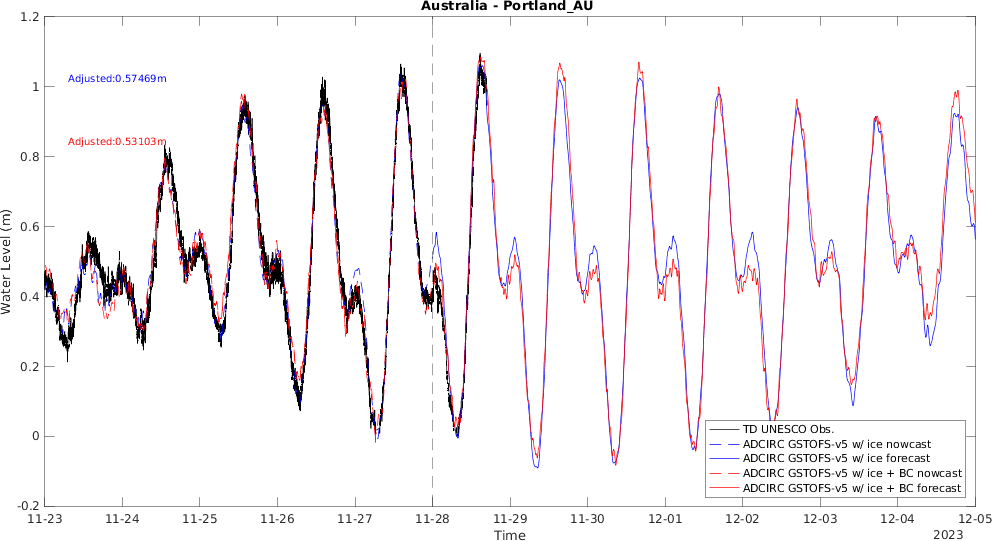 Australia - Portland_AU
1.2
1
0.8
0.6
0.4
0.2
0
-0.2
Water Level (m)
Adjusted:0.57469m
Adjusted:0.53103m
TD UNESCO Obs.
ADCIRC GSTOFS-v5 w/ ice nowcast
ADCIRC GSTOFS-v5 w/ ice forecast
ADCIRC GSTOFS-v5 w/ ice + BC nowcast
ADCIRC GSTOFS-v5 w/ ice + BC forecast
11-23 11-24 11-25 11-26 11-27 11-28 11-29 11-30 12-01 12-02 12-03 12-04 12-05
Time
2023